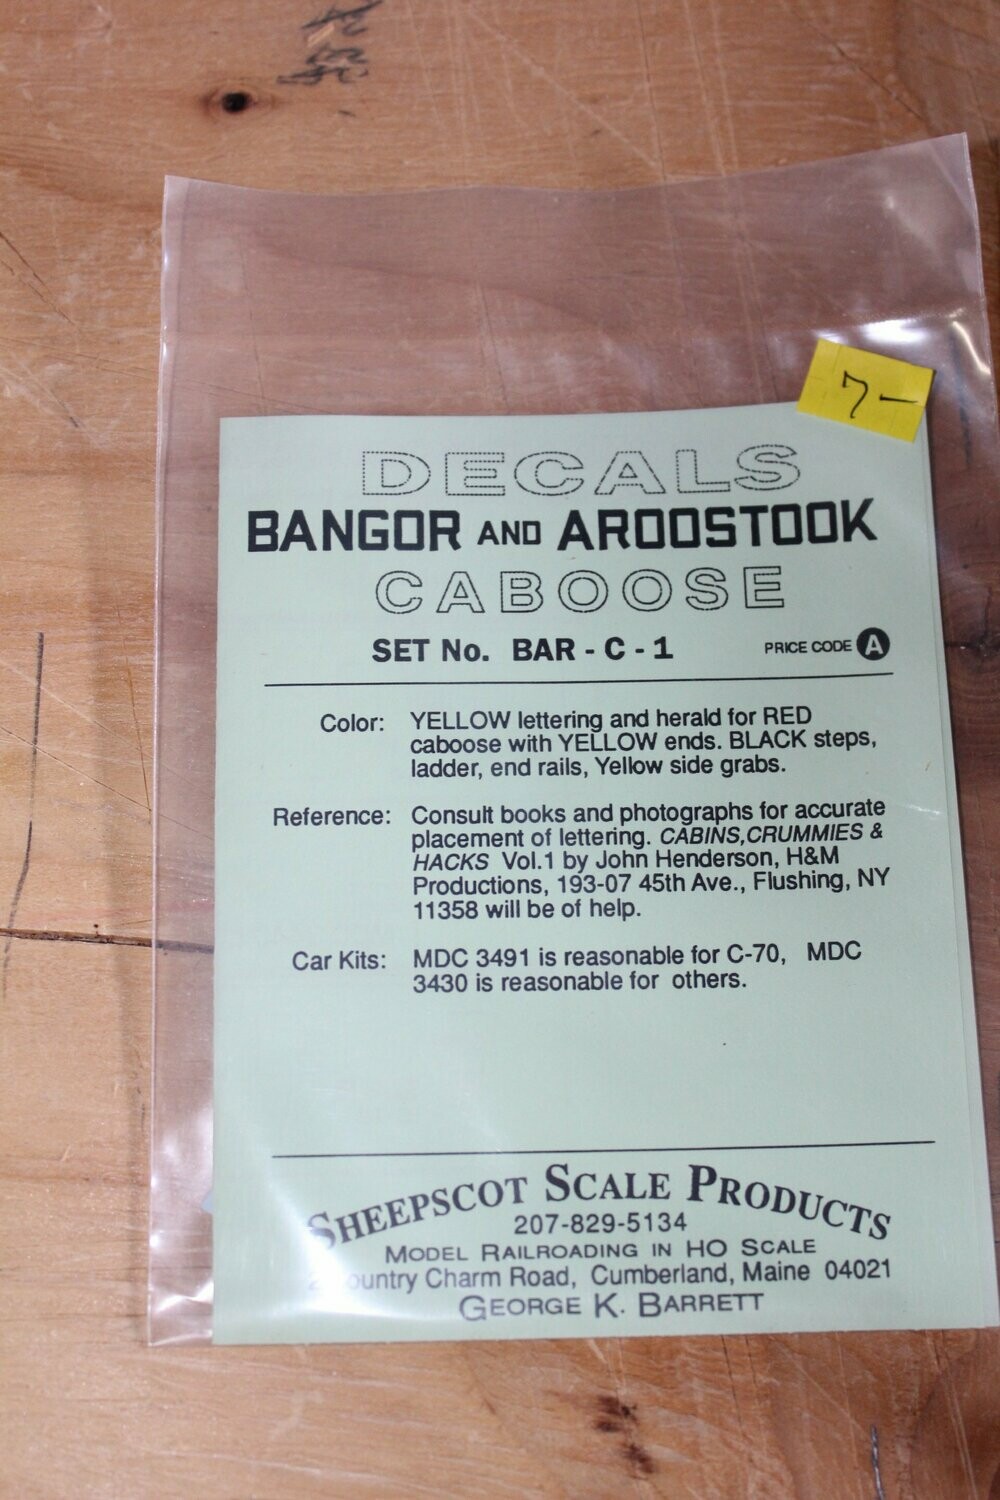 7-
DECALS
BANGOR AND AROOSTOOK
CABOOSE
SET No. BAR - C - 1 PRICE CODE A
Color: YELLOW lettering and herald for RED
caboose with YELLOW ends. BLACK steps,
ladder, end rails, Yellow side grabs.
Reference: Consult books and photographs for accurate
placement of lettering. CABINS,CRUMMIES &
HACKS Vol.1 by John Henderson, H&M
Productions, 193-07 45th Ave., Flushing, NY
11358 will be of help.
Car Kits: MDC 3491 is reasonable for C-70, MDC
3430 is reasonable for others.
SHEEPSCOT SCALE PRODUCTS
207-829-5134
MODEL RAILROADING IN HO SCALE
Charm Road, Cumberland, Maine 04021
GEORGE K. BARRETT